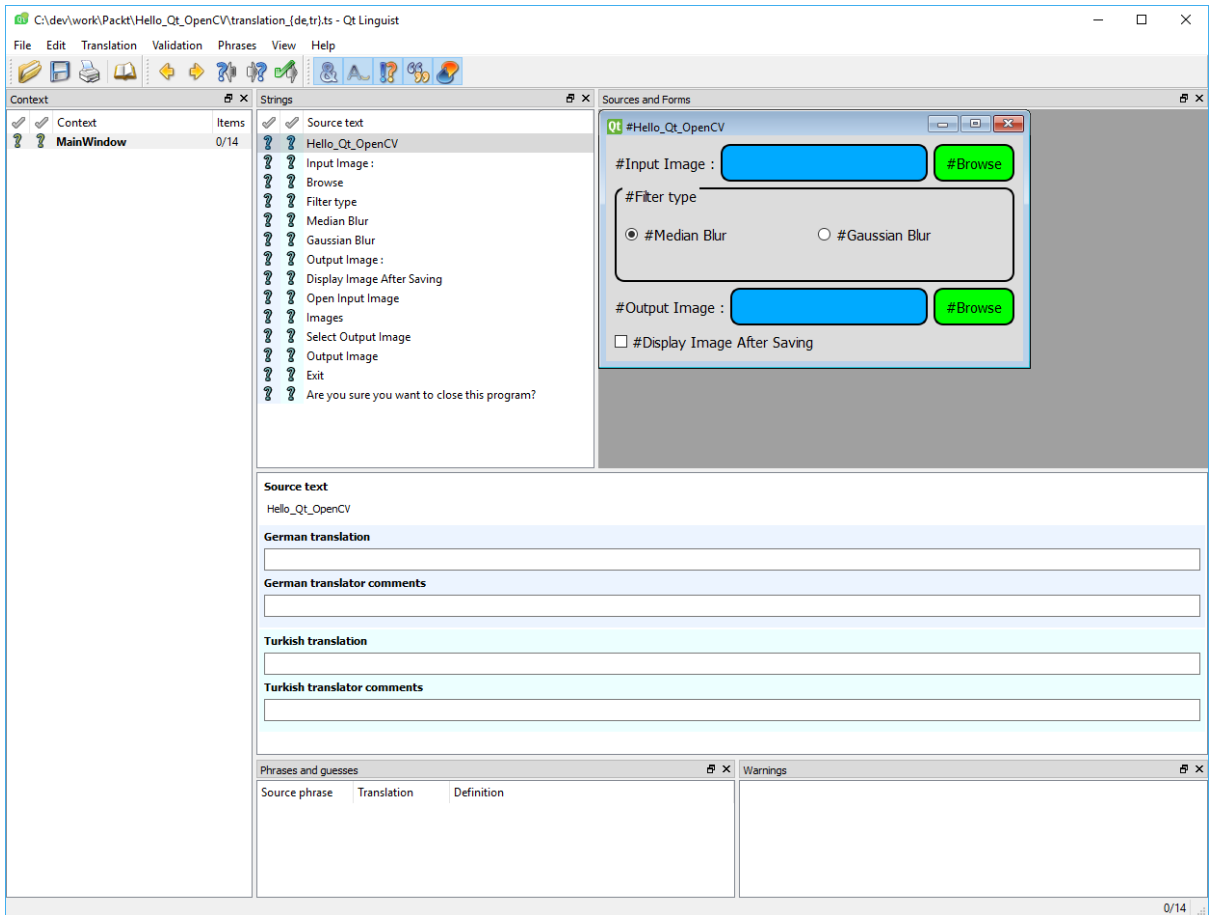 C:\dev\work\Packt\Hello_Qt_OpenCV\translation_{de,tr}.ts - Qt Linguist
File Edit Translation Validation Phrases View Help
Context
Context Items
MainWindow 0/14
Strings
Source text
Hello_Qt_OpenCV
Input Image :
Browse
Filter type
Median Blur
Gaussian Blur
Output Image :
Display Image After Saving
Open Input Image
Images
Select Output Image
Output Image
Exit
Are you sure you want to close this program?
Sources and Forms
Qt #Hello_Qt_OpenCV
#Input Image : #Browse
#Filter type
#Median Blur #Gaussian Blur
#Output Image : #Browse
#Display Image After Saving
Source text
Hello_Qt_OpenCV
German translation
German translator comments
Turkish translation
Turkish translator comments
Phrases and guesses
Source phrase Translation Definition
Warnings
0/14